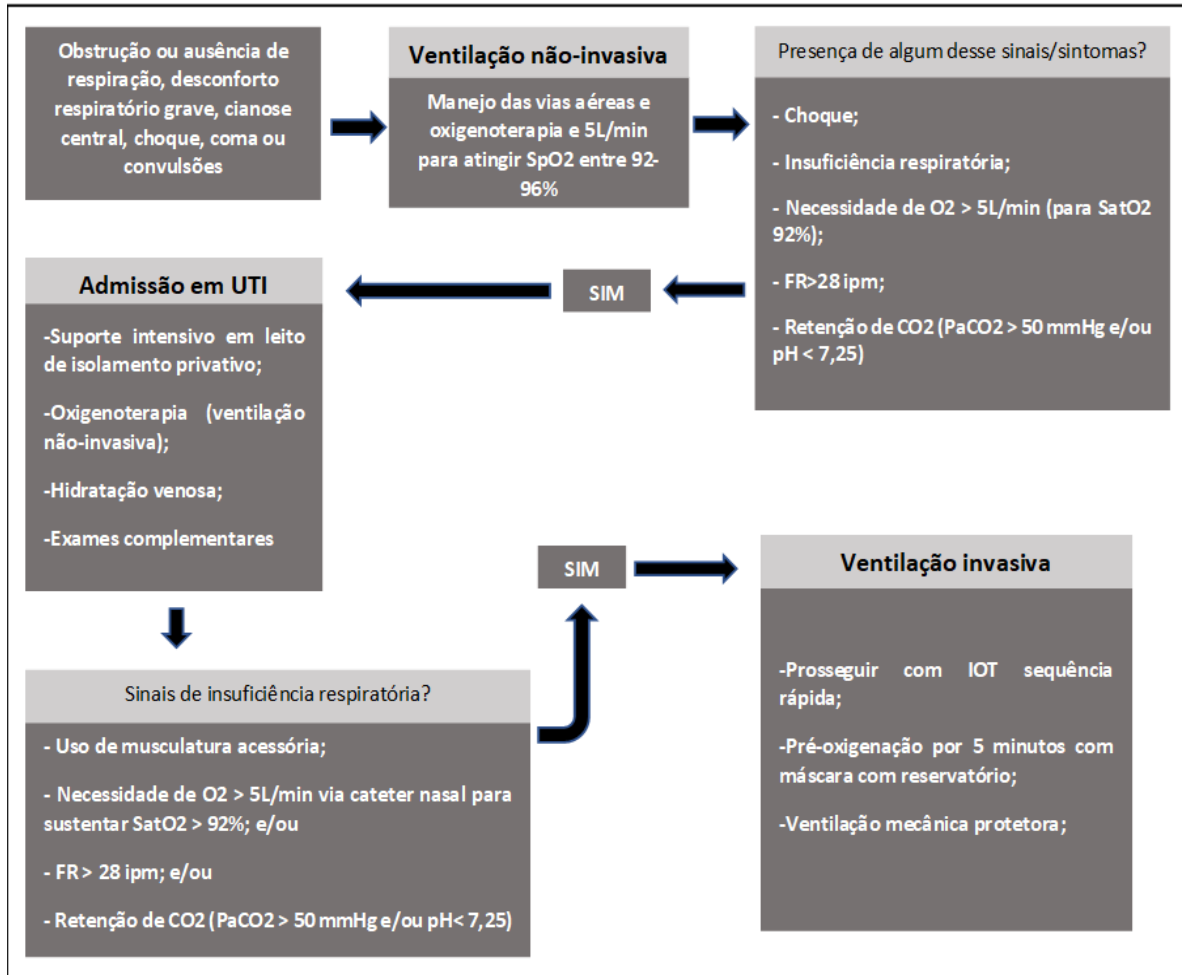 Obstrução ou ausência de
respiração, desconforto
respiratório grave, cianose
central, choque, coma ou
convulsões
Ventilação não-invasiva
Manejo das vias aéreas e
oxigenoterapia e 5L/min
para atingir SpO2 entre 92-
96%
Presença de algum desse sinais/sintomas?
- Choque;
- Insuficiência respiratória;
- Necessidade de O2 > 5L/min (para SatO2
92%);
- FR>28 ipm;
- Retenção de CO2 (PaCO2 > 50 mmHg e/ou
pH < 7,25)
SIM
Admissão em UTI
-Suporte intensivo em leito
de isolamento privativo;
-Oxigenoterapia (ventilação
não-invasiva);
-Hidratação venosa;
-Exames complementares
Sinais de insuficiência respiratória?
- Uso de musculatura acessória;
- Necessidade de O2 > 5L/min via cateter nasal para
sustentar SatO2 > 92%; e/ou
- FR > 28 ipm; e/ou
- Retenção de CO2 (PaCO2 > 50 mmHg e/ou pH< 7,25)
SIM
Ventilação invasiva
-Prosseguir com IOT sequência
rápida;
-Pré-oxigenação por 5 minutos com
máscara com reservatório;
-Ventilação mecânica protetora;